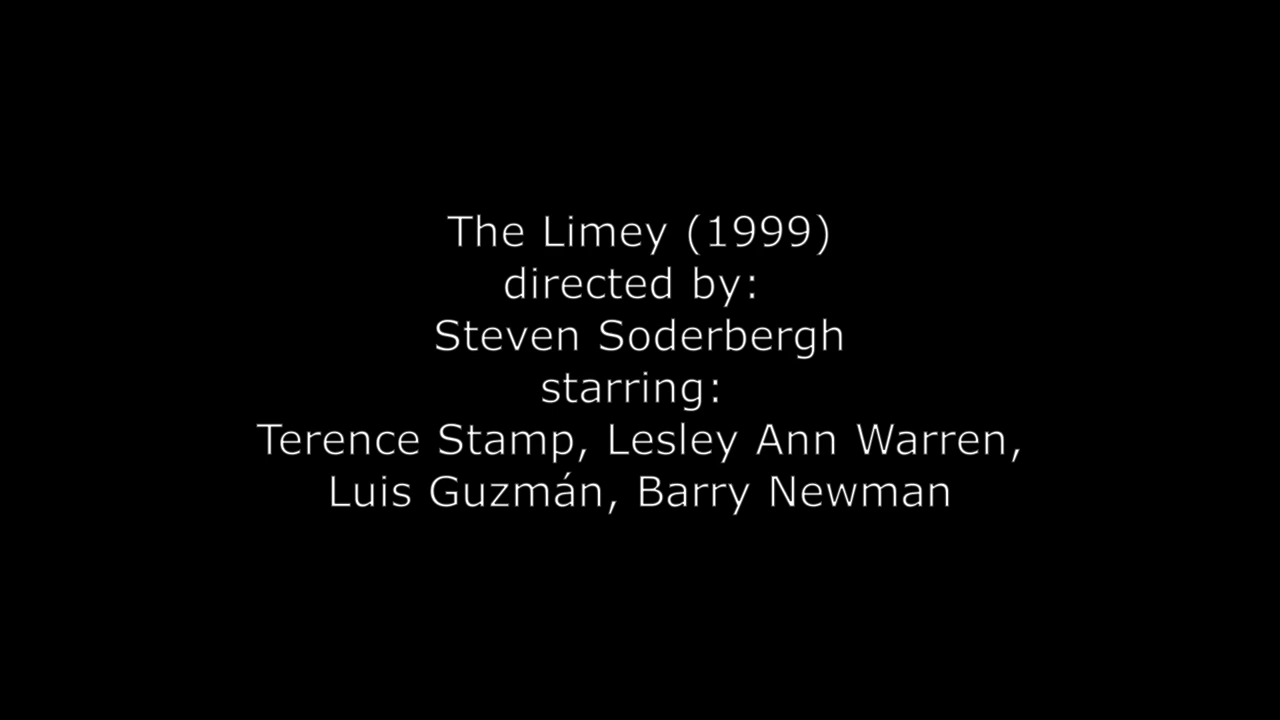 The Limey (1999)
directed by:
Steven Soderbergh
starring:
Terence Stamp, Lesley Ann Warren,
Luis Guzmán, Barry Newman